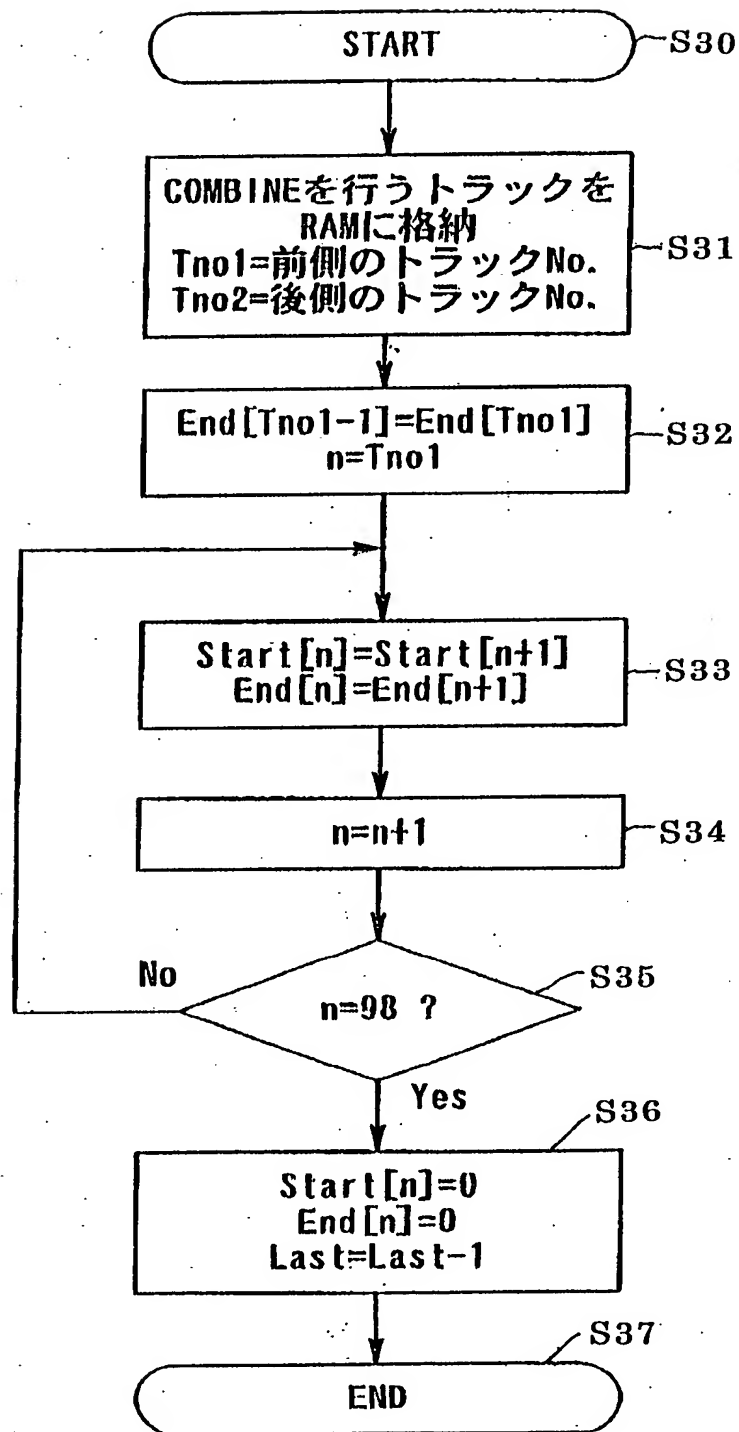 START
S30
COMBINEを行うトラックを
RAMに格納
Tno1=前側のトラックNo.
Tno2=後側のトラックNo.
S31
End[Tno1-1]=End[Tno1]
n=Tno1
S32
Start[n]=Start[n+1]
End[n]=End[n+1]
S33
n=n+1
S34
No
n=98 ?
S35
Yes
S36
Start[n]=0
End[n]=0
Last=Last-1
S37
END